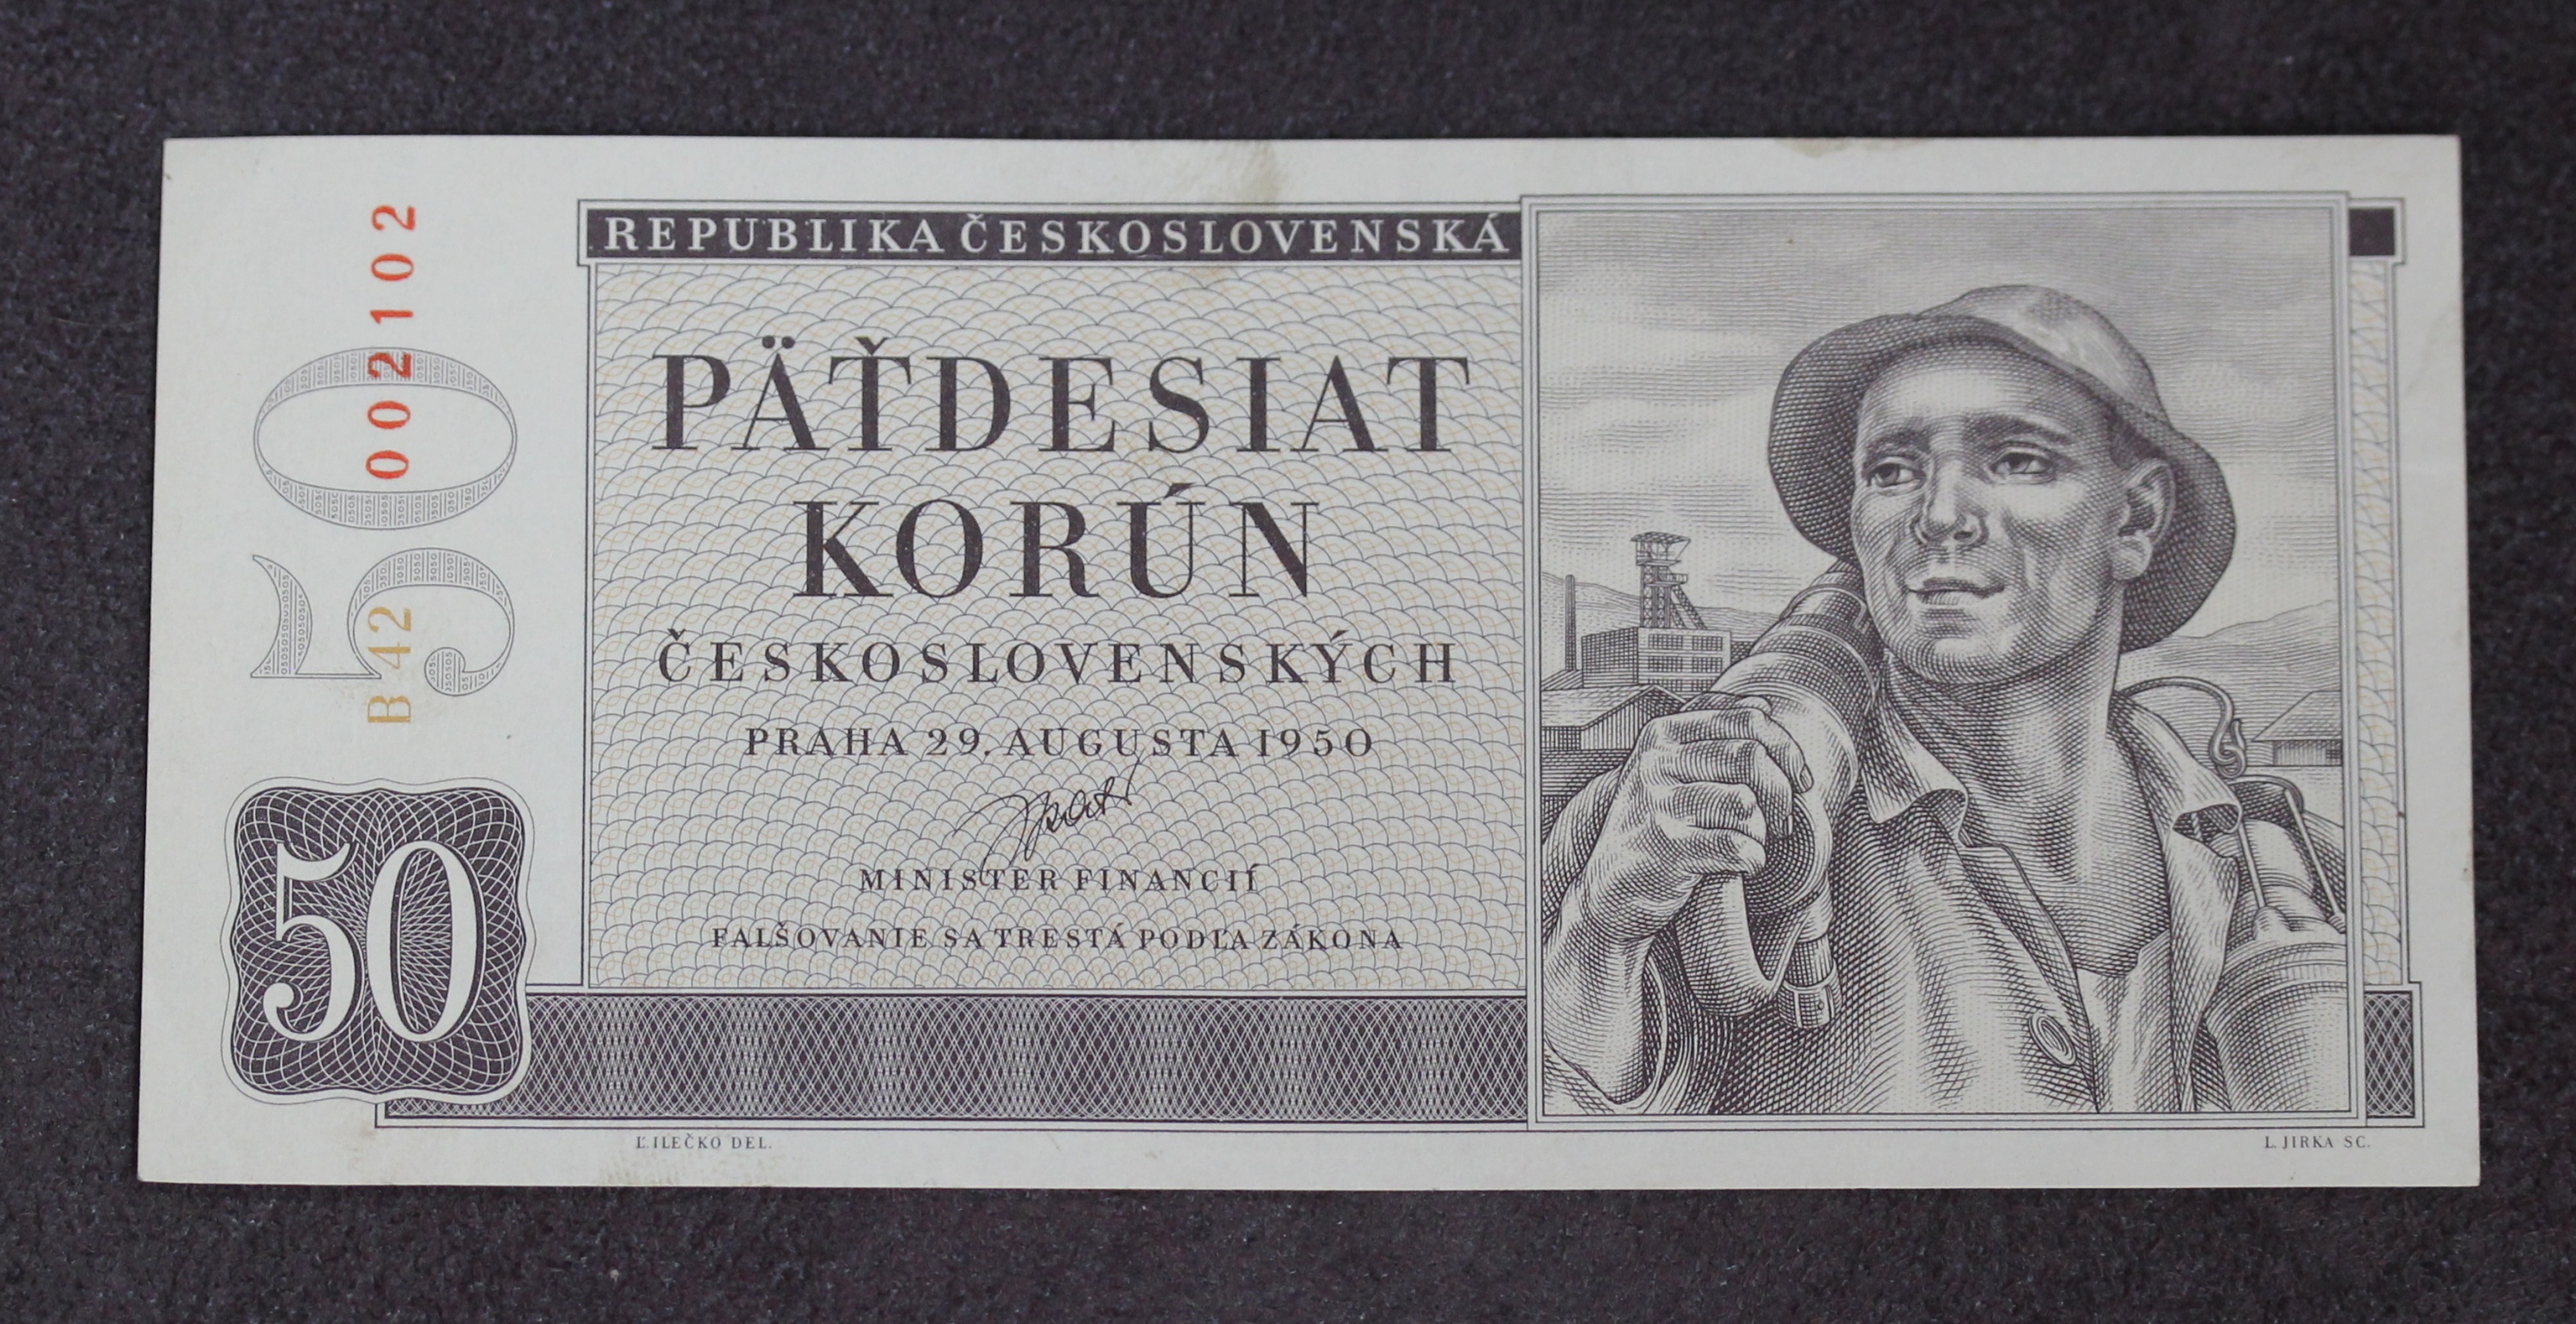 REPUBLIKA ČESKOSLOVENSKÁ
PÄŤDESIAT
KORÚN
ČESKOSLOVENSKÝCH
PRAHA 29. AUGUSTA 1950
MINISTER FINANCIÍ
FALŠOVANIE SA TRESTÁ PODĽA ZÁKONA
50
B 42 002102
50
Ľ. ILEČKO DEL.
L. JIRKA SC.